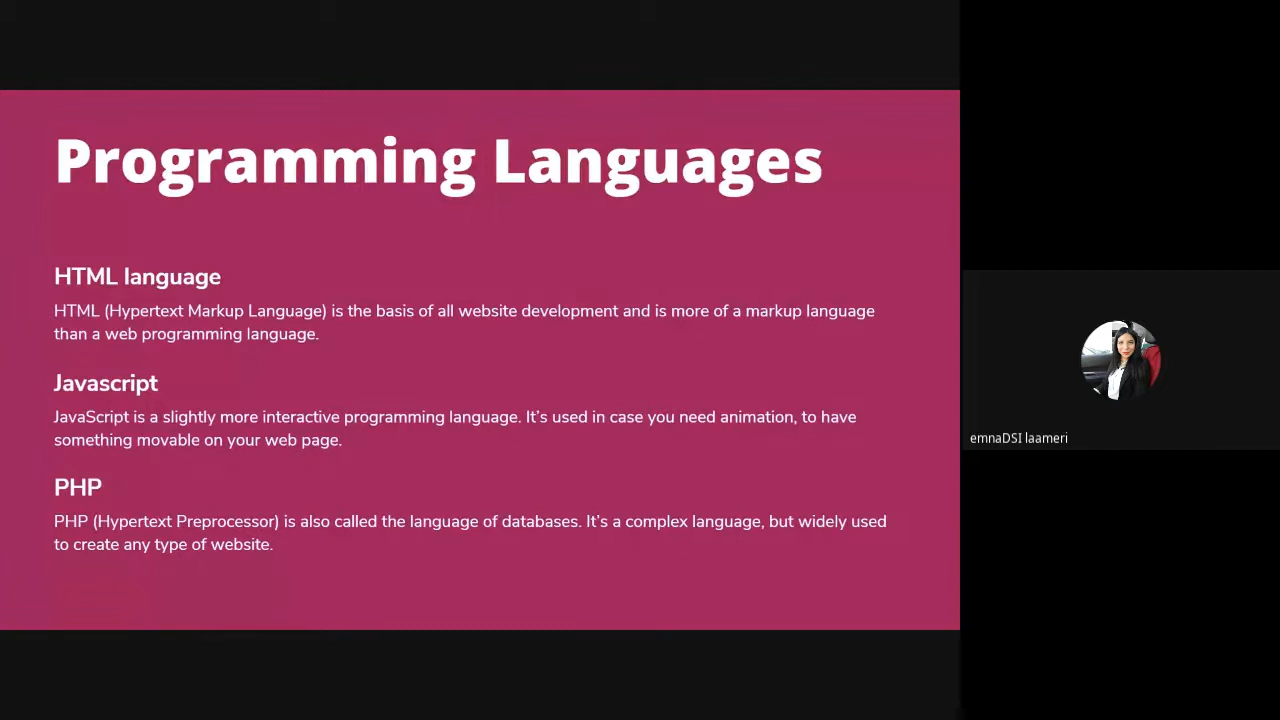 Programming Languages
HTML language
HTML (Hypertext Markup Language) is the basis of all website development and is more of a markup language
than a web programming language.
Javascript
JavaScript is a slightly more interactive programming language. It's used in case you need animation, to have
something movable on your web page.
PHP
PHP (Hypertext Preprocessor) is also called the language of databases. It's a complex language, but widely used
to create any type of website.
emnaDSI laameri